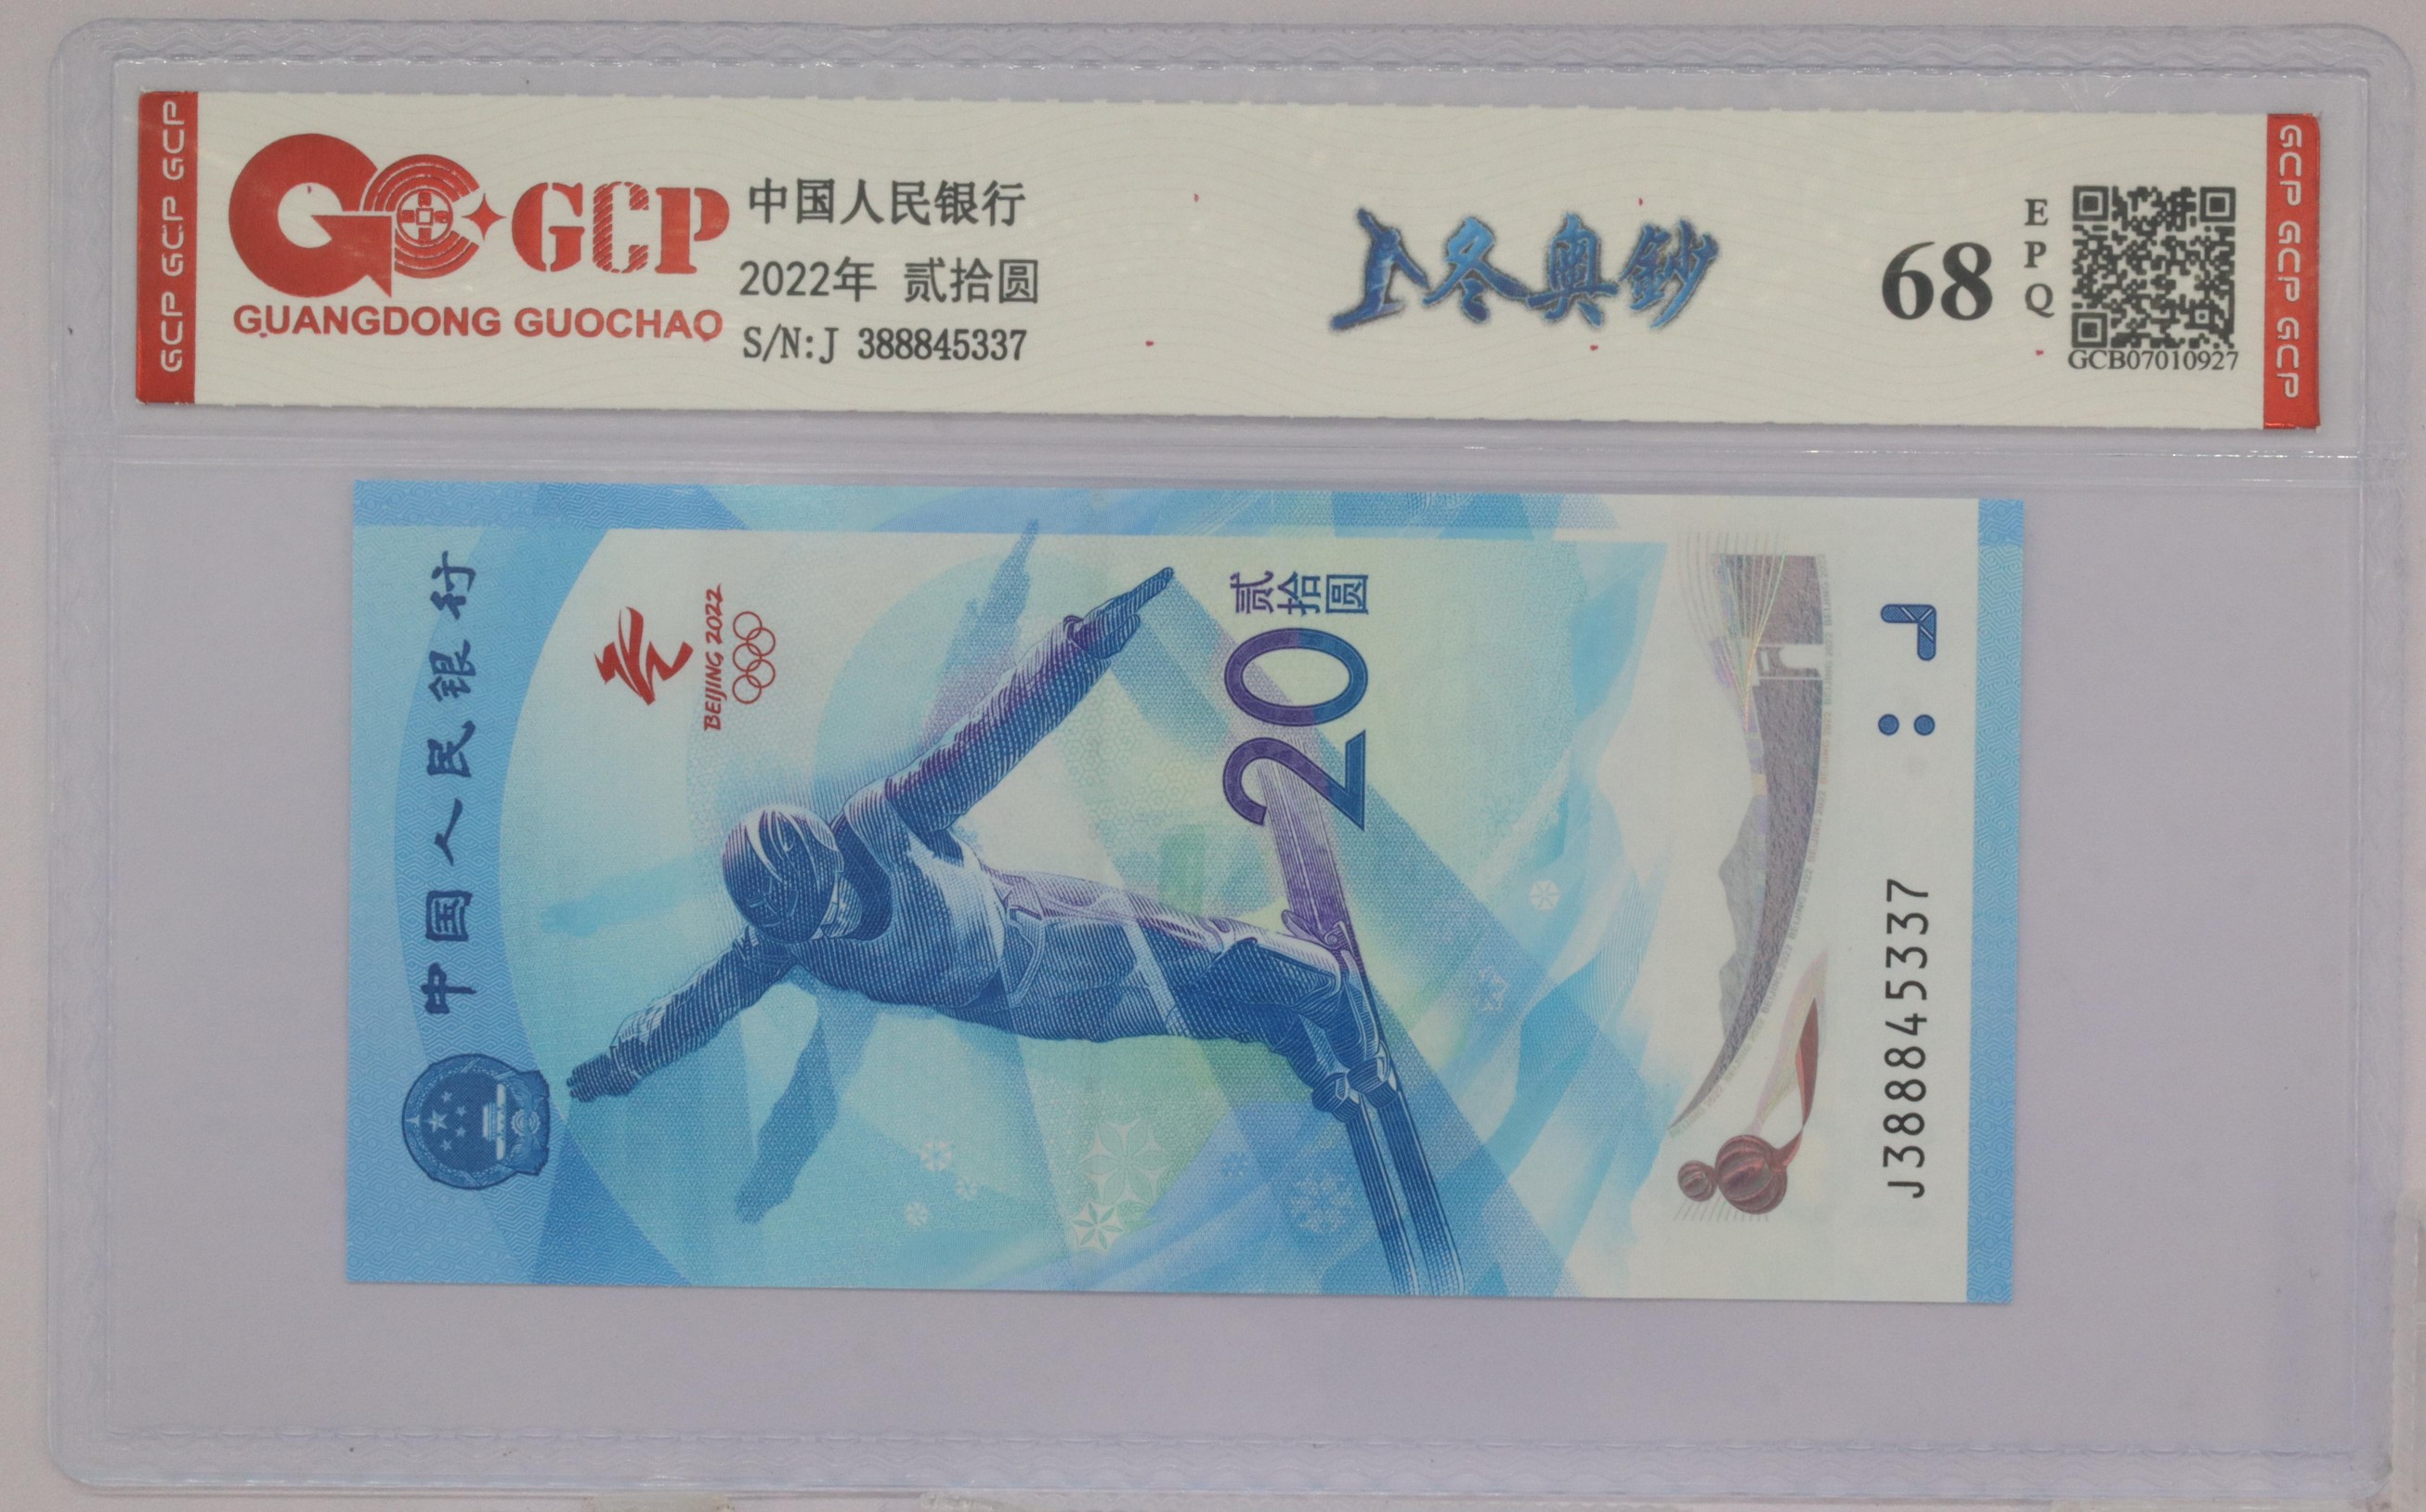 GCP GCP GCP
GCP
GUANGDONG GUOCHAO
中国人民银行
2022年 贰拾圆
S/N:J 388845337
冬奥鈔
68
EPQ
GCB07010927
GCP GCP GCP
中国人民银行
BEIJING 2022
贰拾圆
20
J388845337